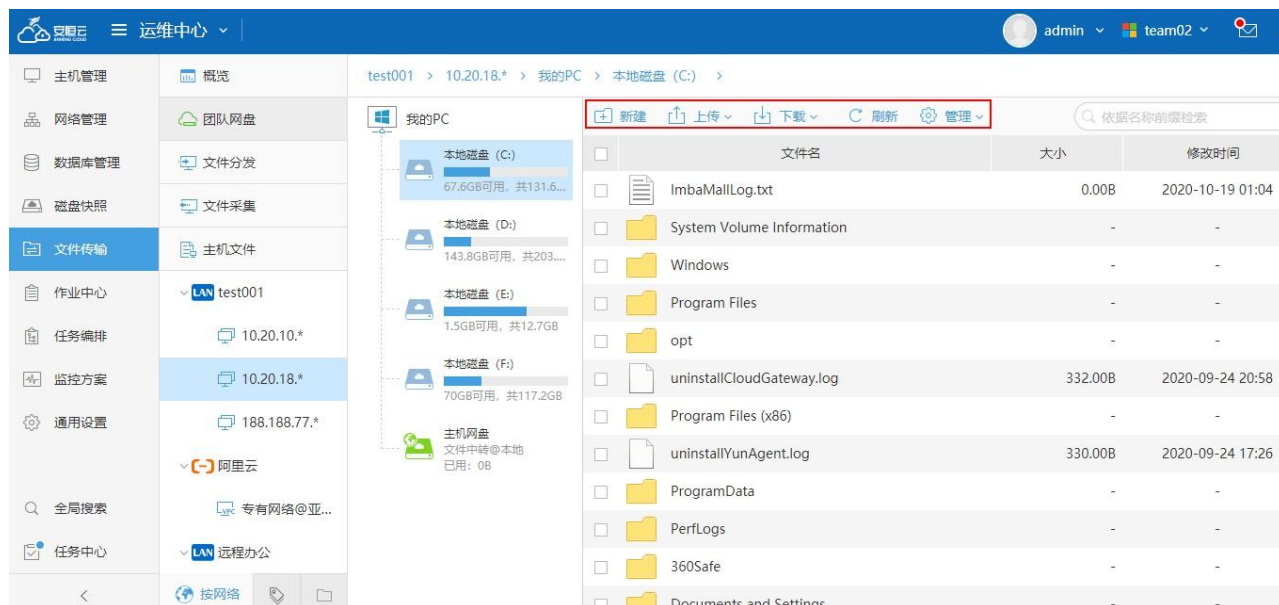 安恒云
ANHENG CLOUD
运维中心
admin
team02
主机管理
网络管理
数据库管理
磁盘快照
文件传输
作业中心
任务编排
监控方案
通用设置
全局搜索
任务中心
概览
团队网盘
文件分发
文件采集
主机文件
LAN test001
10.20.10.*
10.20.18.*
188.188.77.*
阿里云
VPC 专有网络@亚...
LAN 远程办公
按网络
test001 > 10.20.18.* > 我的PC > 本地磁盘 (C:) >
我的PC
本地磁盘 (C:)
67.6GB可用，共131.6...
本地磁盘 (D:)
143.8GB可用，共203....
本地磁盘 (E:)
1.5GB可用，共12.7GB
本地磁盘 (F:)
70GB可用，共117.2GB
主机网盘
文件中转@本地
已用：0B
新建 上传 下载 刷新 管理
依据名称前缀检索
文件名 大小 修改时间
ImbaMallLog.txt 0.00B 2020-10-19 01:04
System Volume Information - -
Windows - -
Program Files - -
opt - -
uninstallCloudGateway.log 332.00B 2020-09-24 20:58
Program Files (x86) - -
uninstallYunAgent.log 330.00B 2020-09-24 17:26
ProgramData - -
PerfLogs - -
360Safe - -
Documents and Settings